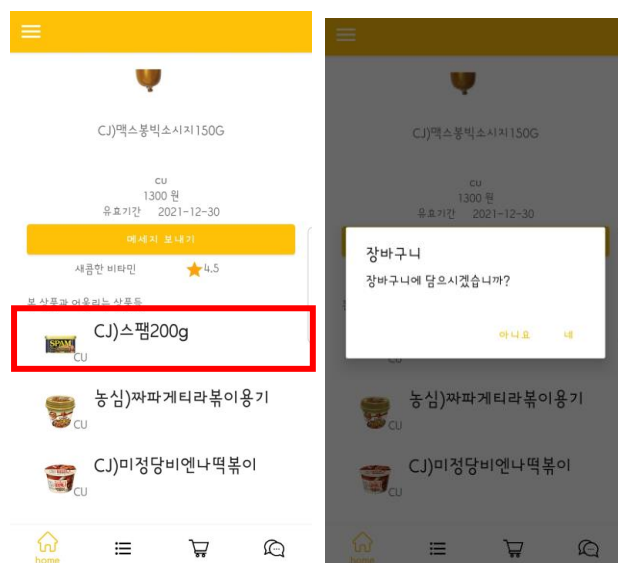 CJ)맥스봉빅소시지150G
cu
1300 원
유효기간 2021-12-30
메세지 보내기
새콤한 비타민 4.5
본 상품과 어울리는 상품들
CJ)스팸200g
SPAM
CU
농심)짜파게티라볶이용기
CU
CJ)미정당비엔나떡볶이
CU
home
CJ)맥스봉빅소시지150G
cu
1300 원
유효기간 2021-12-30
장바구니
장바구니에 담으시겠습니까?
아니요 네
CU
농심)짜파게티라볶이용기
CU
CJ)미정당비엔나떡볶이
CU
home